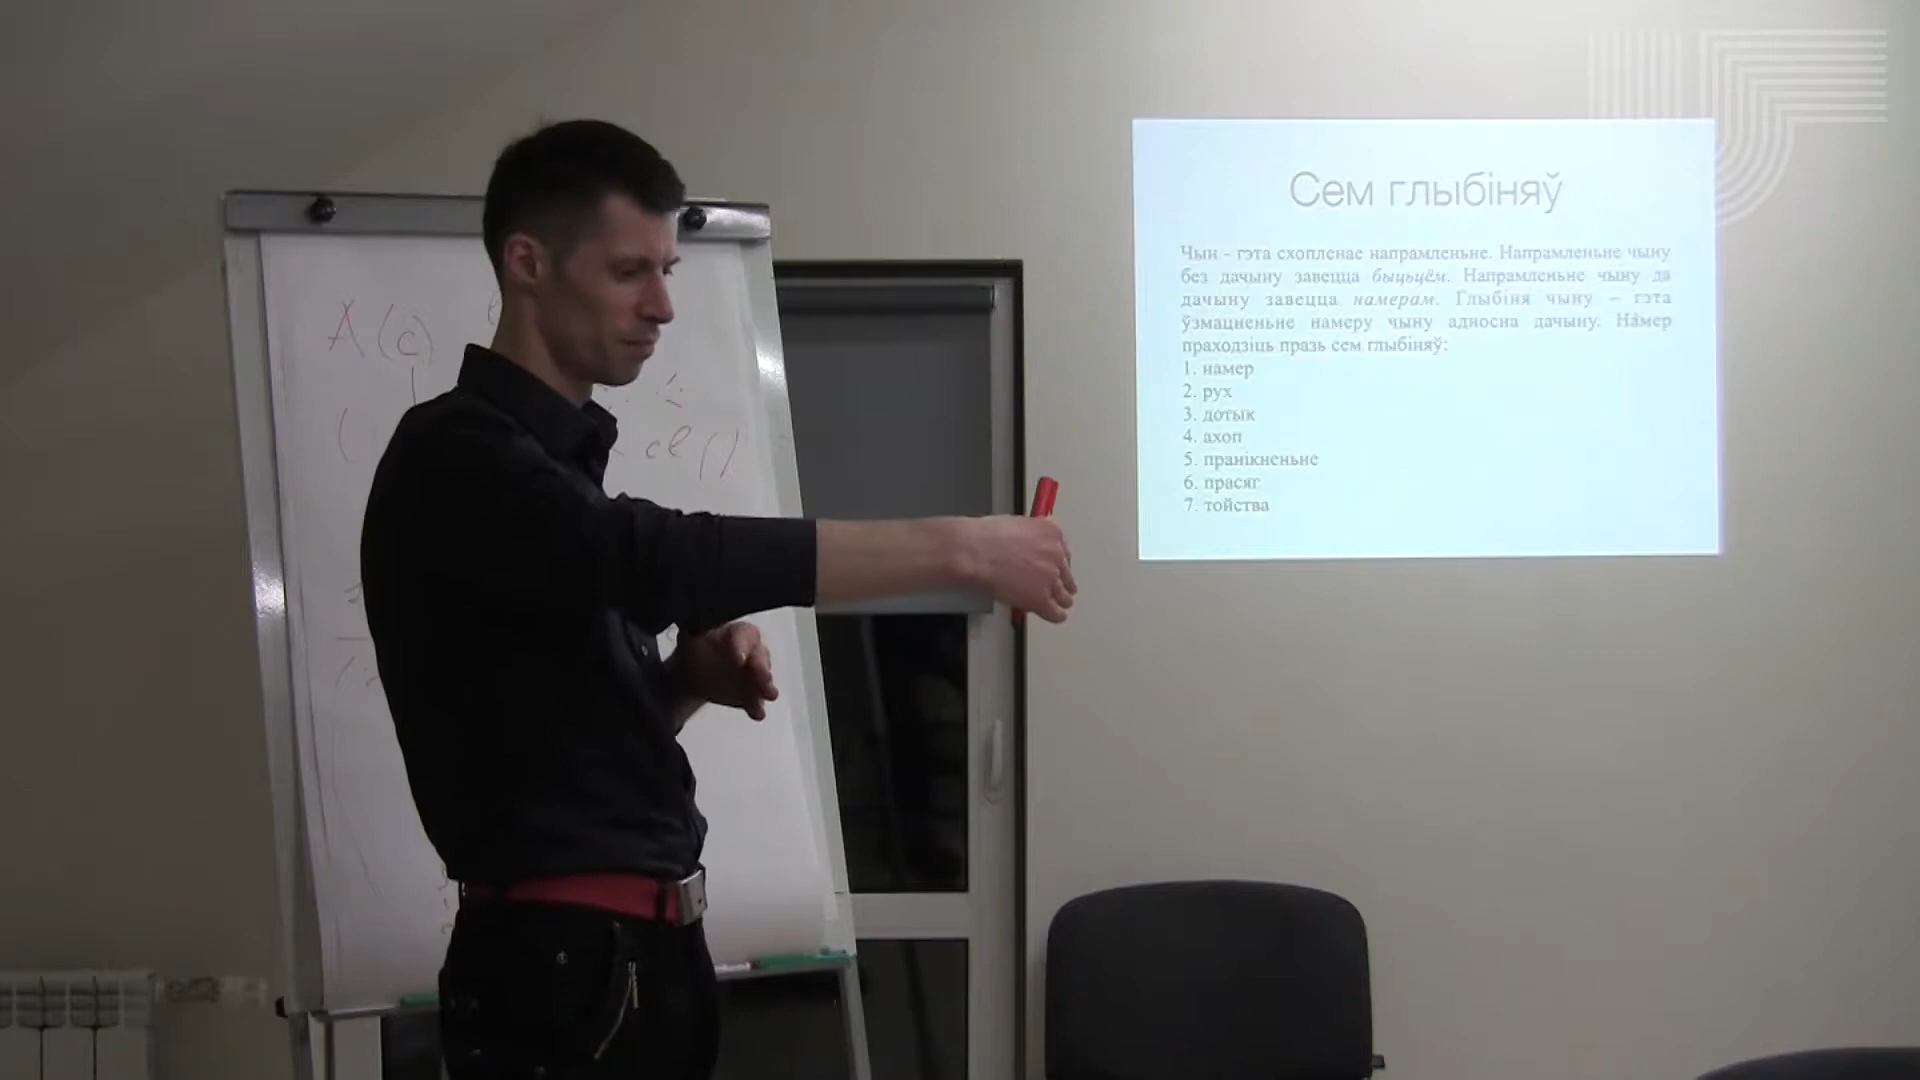 Сем глыбіняў
Чын - гэта схопленае напрамленьне. Напрамленьне чыну
без дачыну завецца быцьцём. Напрамленьне чыну да
дачыну завецца намерам. Глыбіня чыну – гэта
ўзмацненьне намеру чыну адносна дачыну. На́мер
праходзіць празь сем глыбіняў:
1. намер
2. рух
3. дотык
4. ахоп
5. пранікненьне
6. прасяг
7. тойства
A (c)